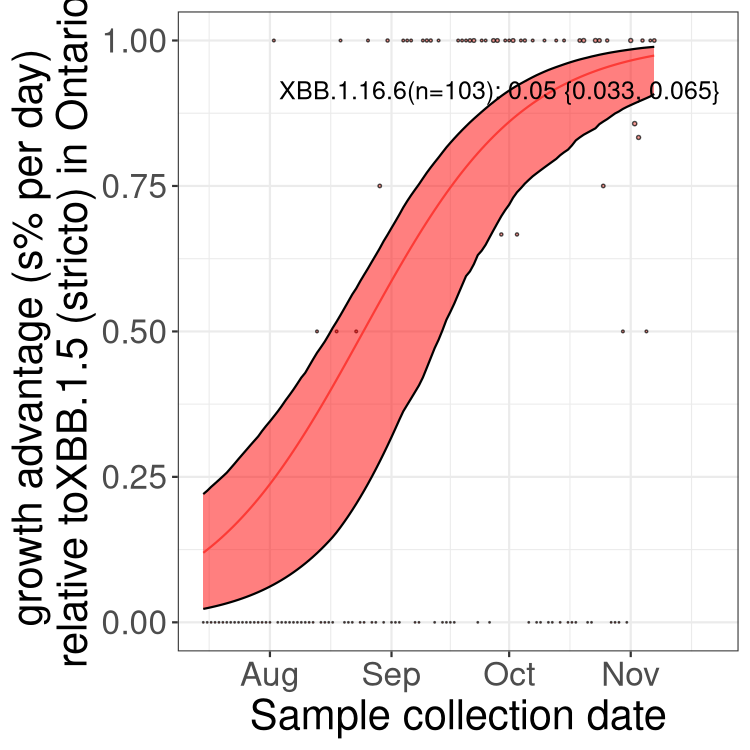 growth advantage (s% per day)
relative toXBB.1.5 (stricto) in Ontario
1.00
0.75
0.50
0.25
0.00
XBB.1.16.6(n=103): 0.05 {0.033, 0.065}
Aug Sep Oct Nov
Sample collection date